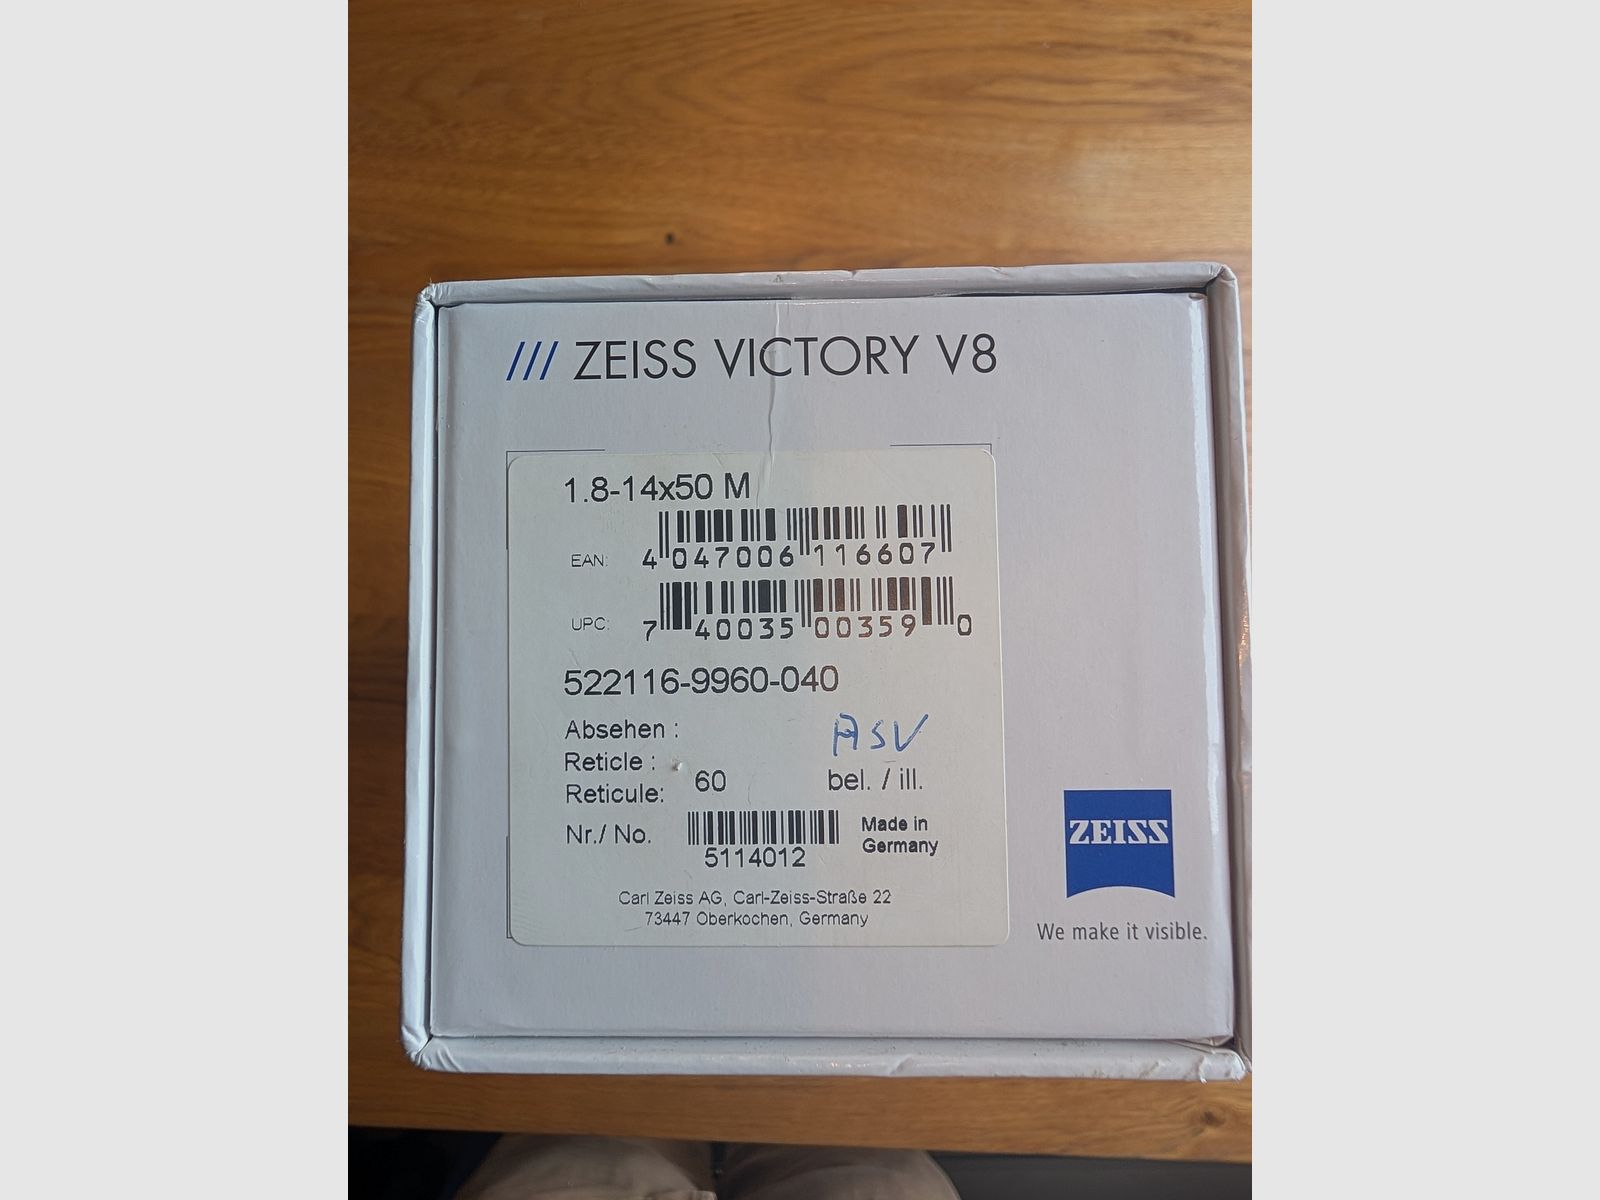 /// ZEISS VICTORY V8
1.8-14x50 M
EAN: 4 047006 116607
UPC: 7 40035 00359 0
522116-9960-040
Absehen :
ASV
Reticle :
Reticule: 60 bel. / ill.
Nr./ No. 5114012
Made in
Germany
Carl Zeiss AG, Carl-Zeiss-Straße 22
73447 Oberkochen, Germany
ZEISS
We make it visible.